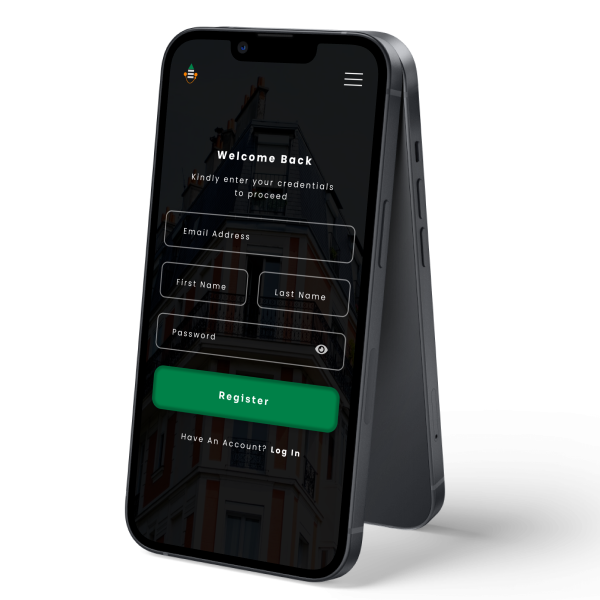 Welcome Back
Kindly enter your credentials
to proceed
Email Address
First Name
Last Name
Password
Register
Have An Account? Log In